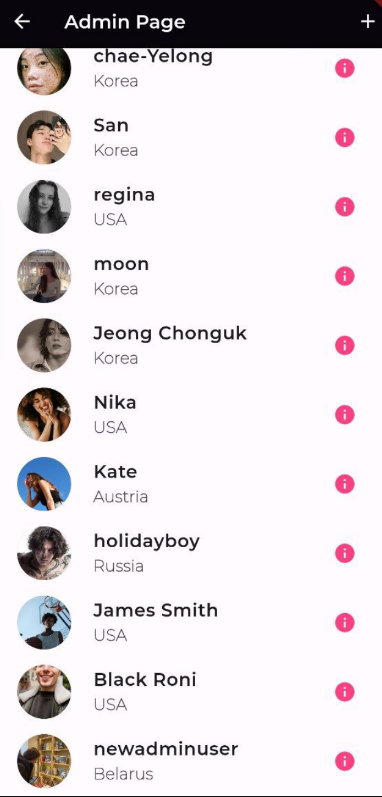 Admin Page
chae-Yelong
Korea
San
Korea
regina
USA
moon
Korea
Jeong Chonguk
Korea
Nika
USA
Kate
Austria
holidayboy
Russia
James Smith
USA
Black Roni
USA
newadminuser
Belarus